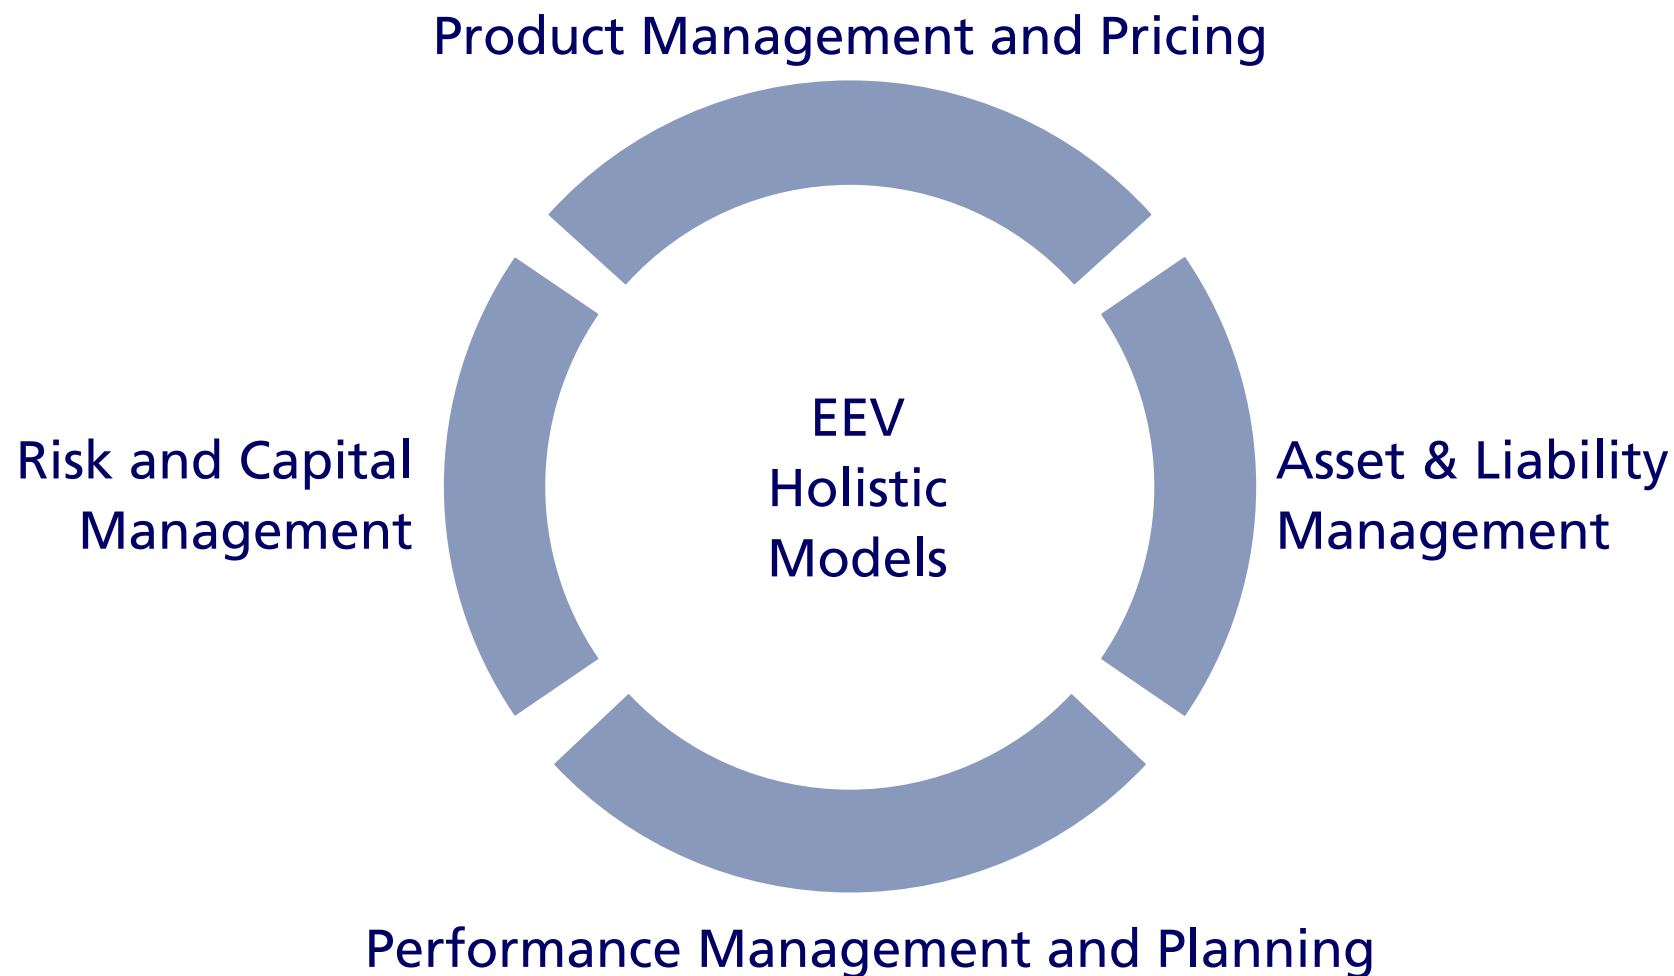 Product Management and Pricing
Risk and Capital
Management
EEV
Holistic
Models
Asset & Liability
Management
Performance Management and Planning